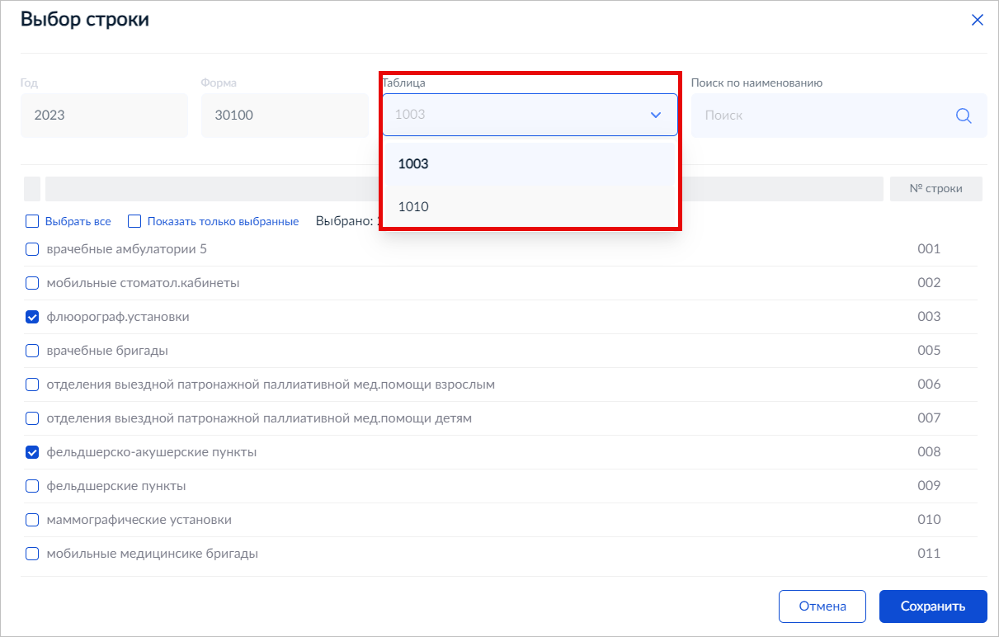 Выбор строки
Год Форма Таблица Поиск по наименованию
2023 30100 1003 Поиск
1003
№ строки
1010
Выбрать все Показать только выбранные Выбрано:
врачебные амбулатории 5 001
мобильные стоматол.кабинеты 002
флюорограф.установки 003
врачебные бригады 005
отделения выездной патронажной паллиативной мед.помощи взрослым 006
отделения выездной патронажной паллиативной мед.помощи детям 007
фельдшерско-акушерские пункты 008
фельдшерские пункты 009
маммографические установки 010
мобильные медицинсике бригады 011
Отмена Сохранить